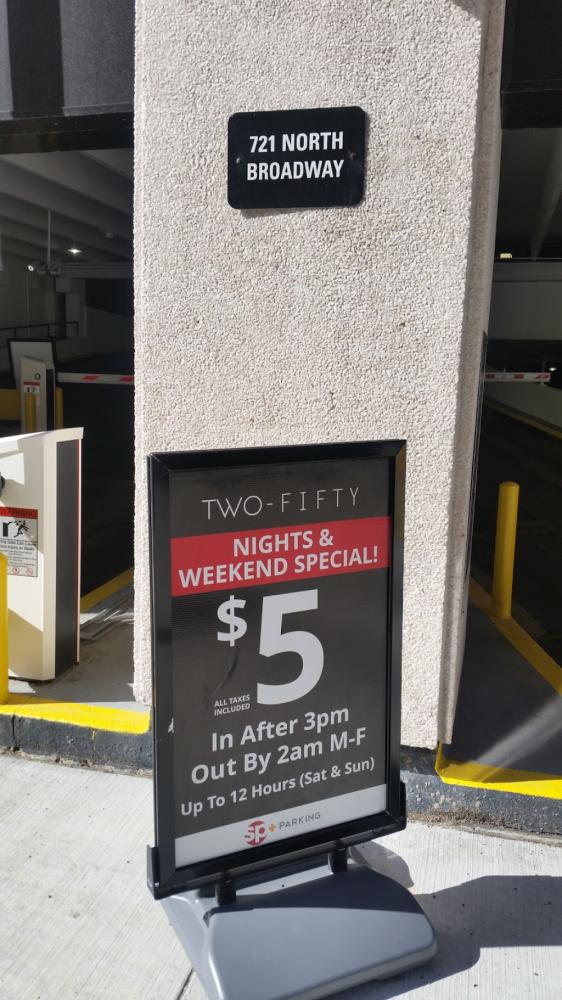 721 NORTH
BROADWAY
TWO-FIFTY
NIGHTS &
WEEKEND SPECIAL!
$5
ALL TAXES
INCLUDED
In After 3pm
Out By 2am M-F
Up To 12 Hours (Sat & Sun)
sp+ PARKING